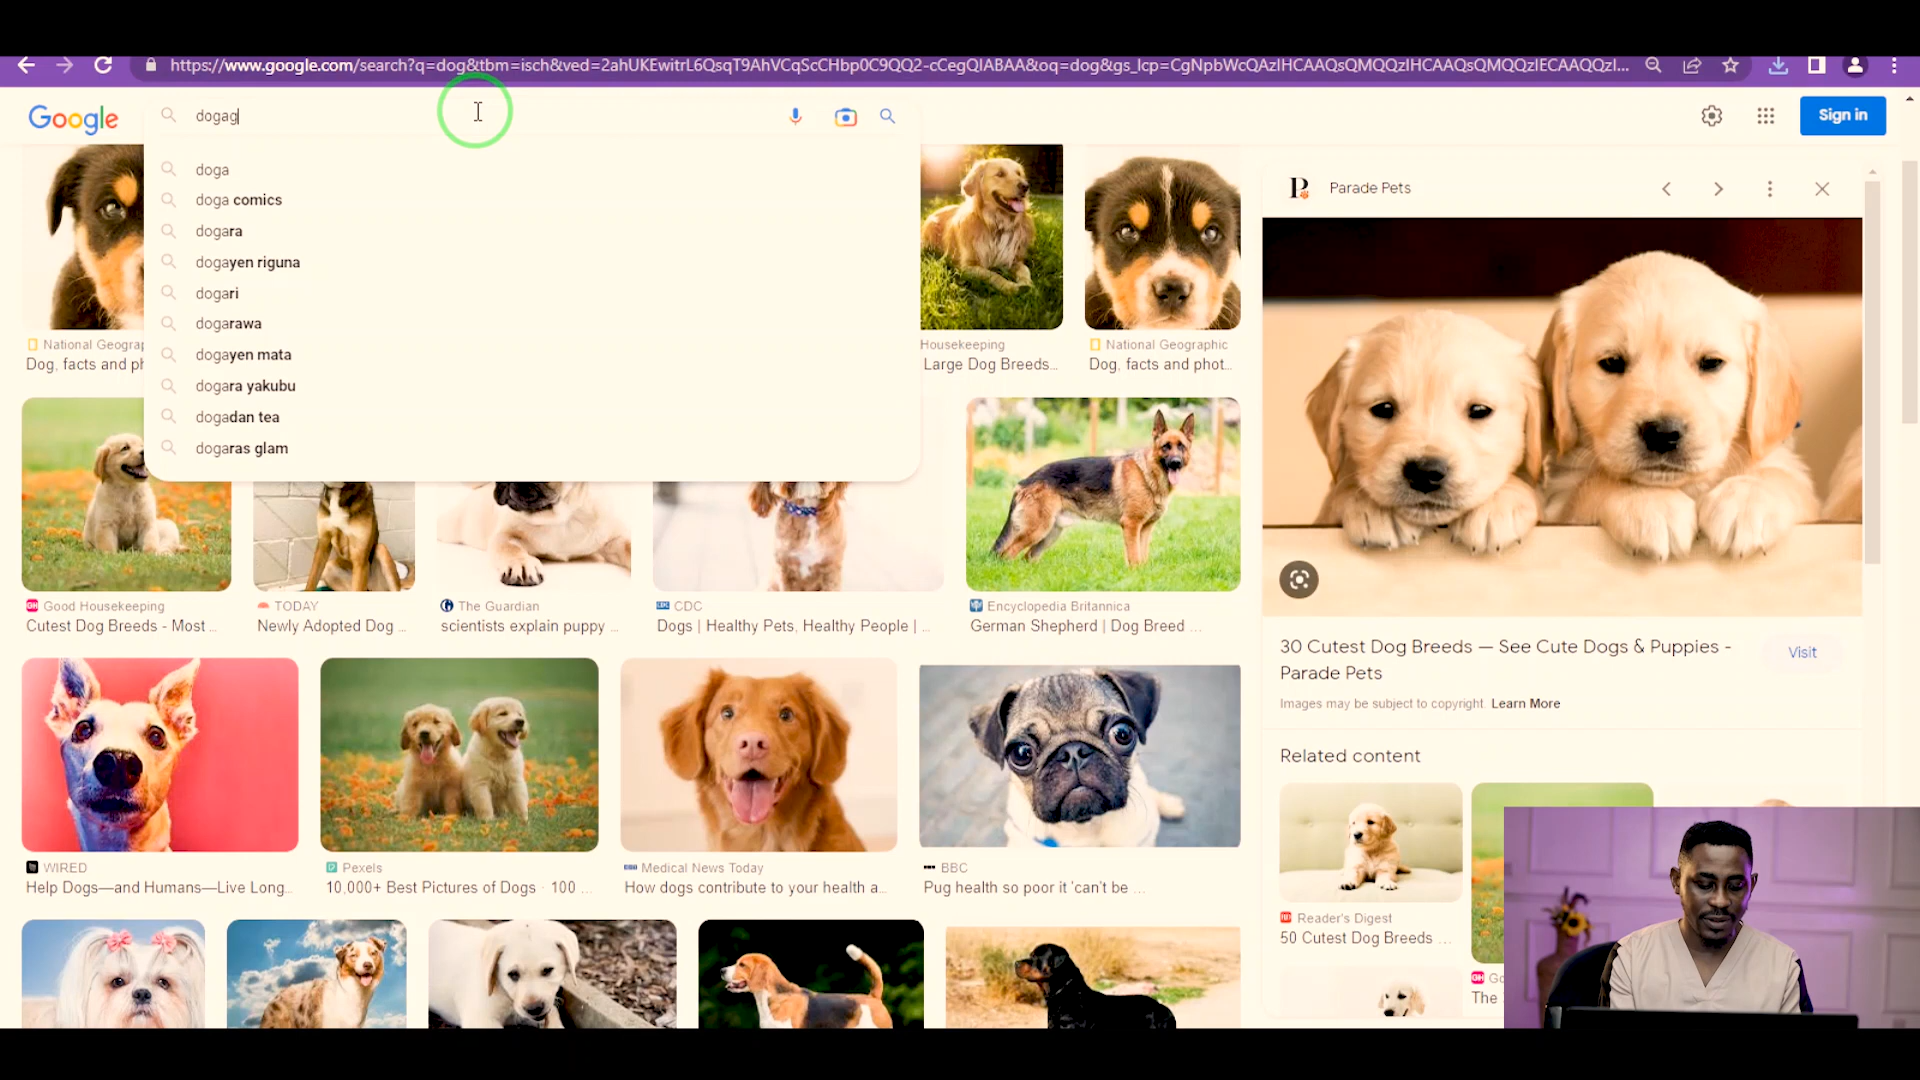 https://www.google.com/search?q=dog&tbm=isch&ved=2ahUKEwitrL6QsqT9AhVCqScCHbp0C9QQ2-cCegQIABAA&oq=dog&gs_lcp=CgNpbWcQAzIHCAAQsQMQQzIHCAAQsQMQQzIECAAQQzI...
Google
dogag
Sign in
doga
doga comics
dogara
dogayen riguna
dogari
dogarawa
dogayen mata
dogara yakubu
dogadan tea
dogaras glam
Parade Pets
National Geograp
Housekeeping
National Geographic
Dog, facts and ph
Large Dog Breeds...
Dog, facts and phot...
Good Housekeeping
TODAY
The Guardian
CDC
Encyclopedia Britannica
Cutest Dog Breeds - Most ...
Newly Adopted Dog ...
scientists explain puppy ...
Dogs | Healthy Pets, Healthy People | ...
German Shepherd | Dog Breed ...
30 Cutest Dog Breeds — See Cute Dogs & Puppies -
Parade Pets
Visit
Images may be subject to copyright. Learn More
Related content
WIRED
Pexels
Medical News Today
BBC
Help Dogs—and Humans—Live Long...
10,000+ Best Pictures of Dogs · 100 ...
How dogs contribute to your health a...
Pug health so poor it 'can't be ...
Reader's Digest
50 Cutest Dog Breeds ...
Go
The